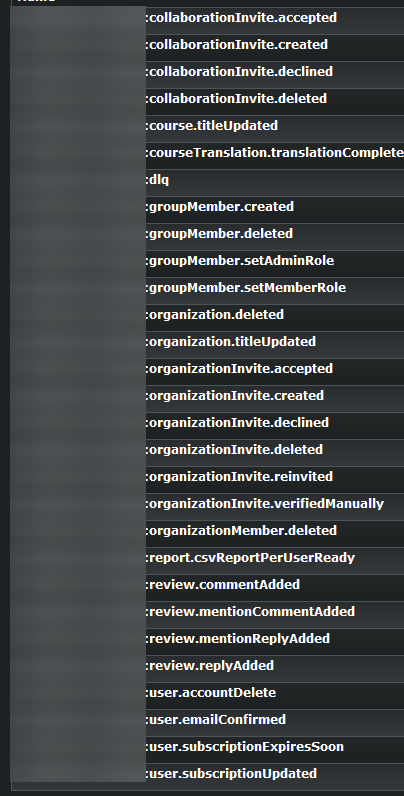 Name
:collaborationInvite.accepted
:collaborationInvite.created
:collaborationInvite.declined
:collaborationInvite.deleted
:course.titleUpdated
:courseTranslation.translationComplete
:dlq
:groupMember.created
:groupMember.deleted
:groupMember.setAdminRole
:groupMember.setMemberRole
:organization.deleted
:organization.titleUpdated
:organizationInvite.accepted
:organizationInvite.created
:organizationInvite.declined
:organizationInvite.deleted
:organizationInvite.reinvited
:organizationInvite.verifiedManually
:organizationMember.deleted
:report.csvReportPerUserReady
:review.commentAdded
:review.mentionCommentAdded
:review.mentionReplyAdded
:review.replyAdded
:user.accountDelete
:user.emailConfirmed
:user.subscriptionExpiresSoon
:user.subscriptionUpdated